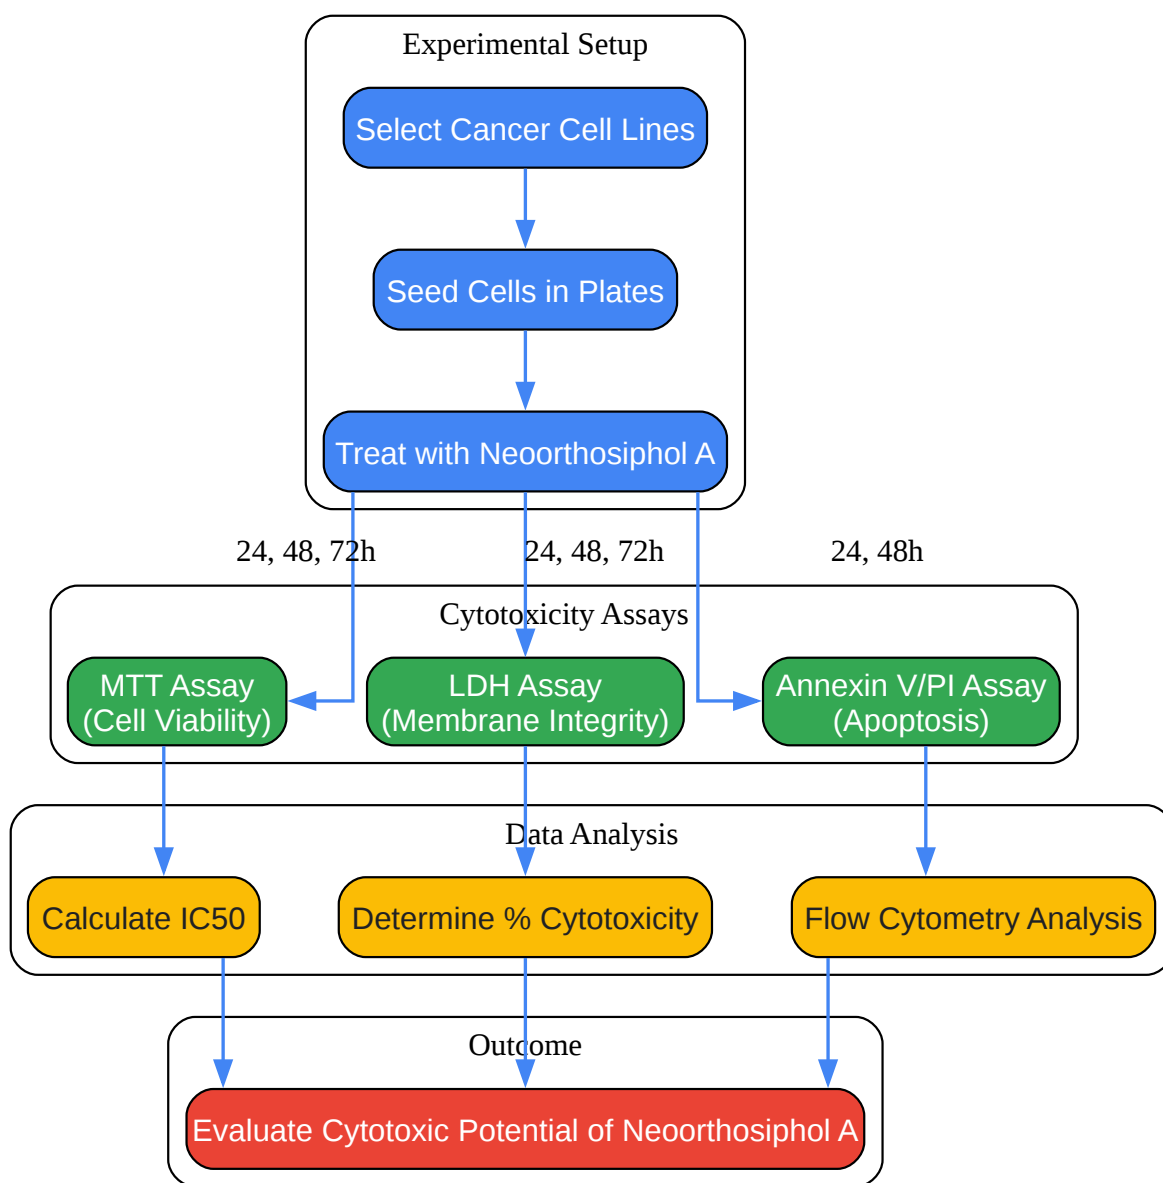 Experimental Setup
Select Cancer Cell Lines
Seed Cells in Plates
Treat with Neoorthosiphol A
24, 48, 72h
24, 48, 72h
24, 48h
Cytotoxicity Assays
MTT Assay
(Cell Viability)
LDH Assay
(Membrane Integrity)
Annexin V/PI Assay
(Apoptosis)
Data Analysis
Calculate IC50
Determine % Cytotoxicity
Flow Cytometry Analysis
Outcome
Evaluate Cytotoxic Potential of Neoorthosiphol A